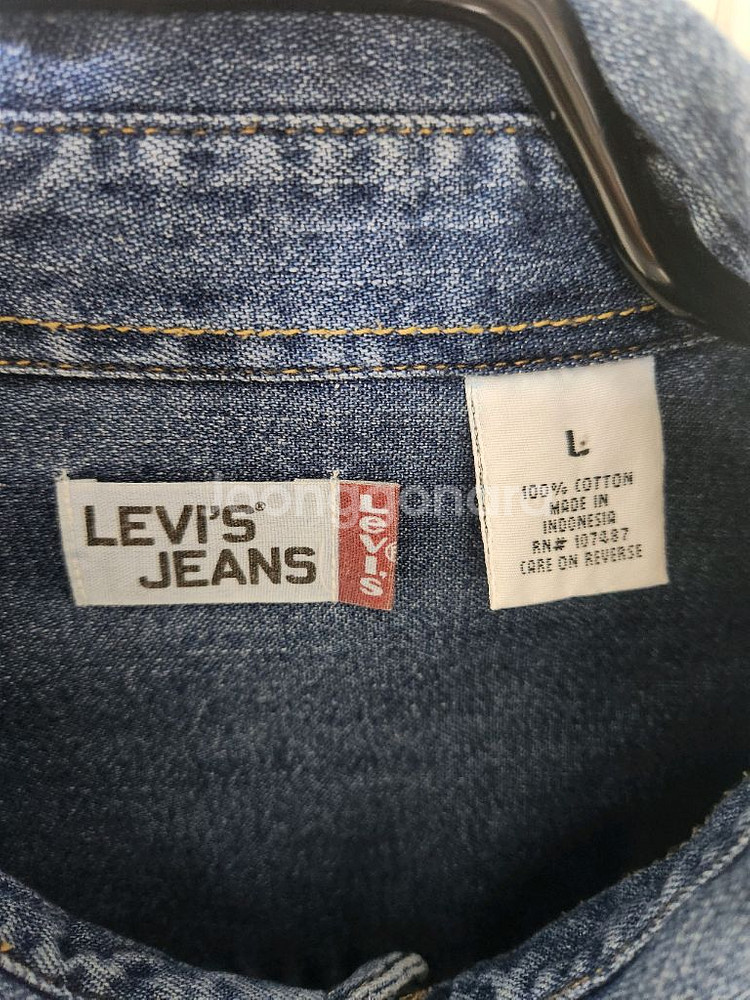 LEVI'S®
JEANS
Levi's
L
100% COTTON
MADE IN
INDONESIA
RN# 107487
CARE ON REVERSE